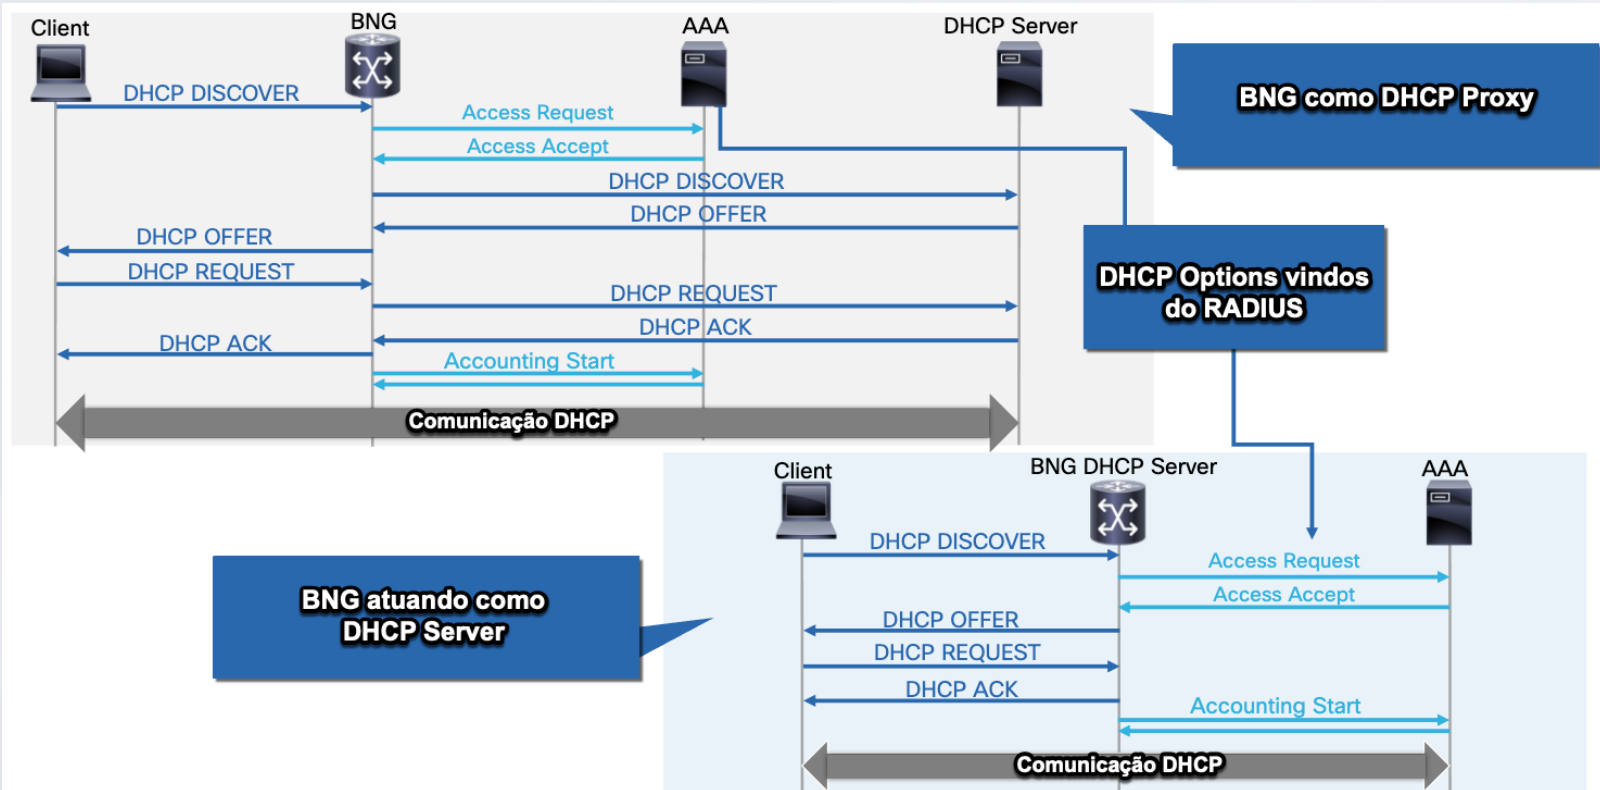 Client
BNG
AAA
DHCP Server
DHCP DISCOVER
Access Request
Access Accept
DHCP DISCOVER
DHCP OFFER
DHCP OFFER
DHCP REQUEST
DHCP REQUEST
DHCP ACK
DHCP ACK
Accounting Start
Comunicação DHCP
BNG como DHCP Proxy
DHCP Options vindos
do RADIUS
BNG atuando como
DHCP Server
Client
BNG DHCP Server
AAA
DHCP DISCOVER
Access Request
Access Accept
DHCP OFFER
DHCP REQUEST
DHCP ACK
Accounting Start
Comunicação DHCP